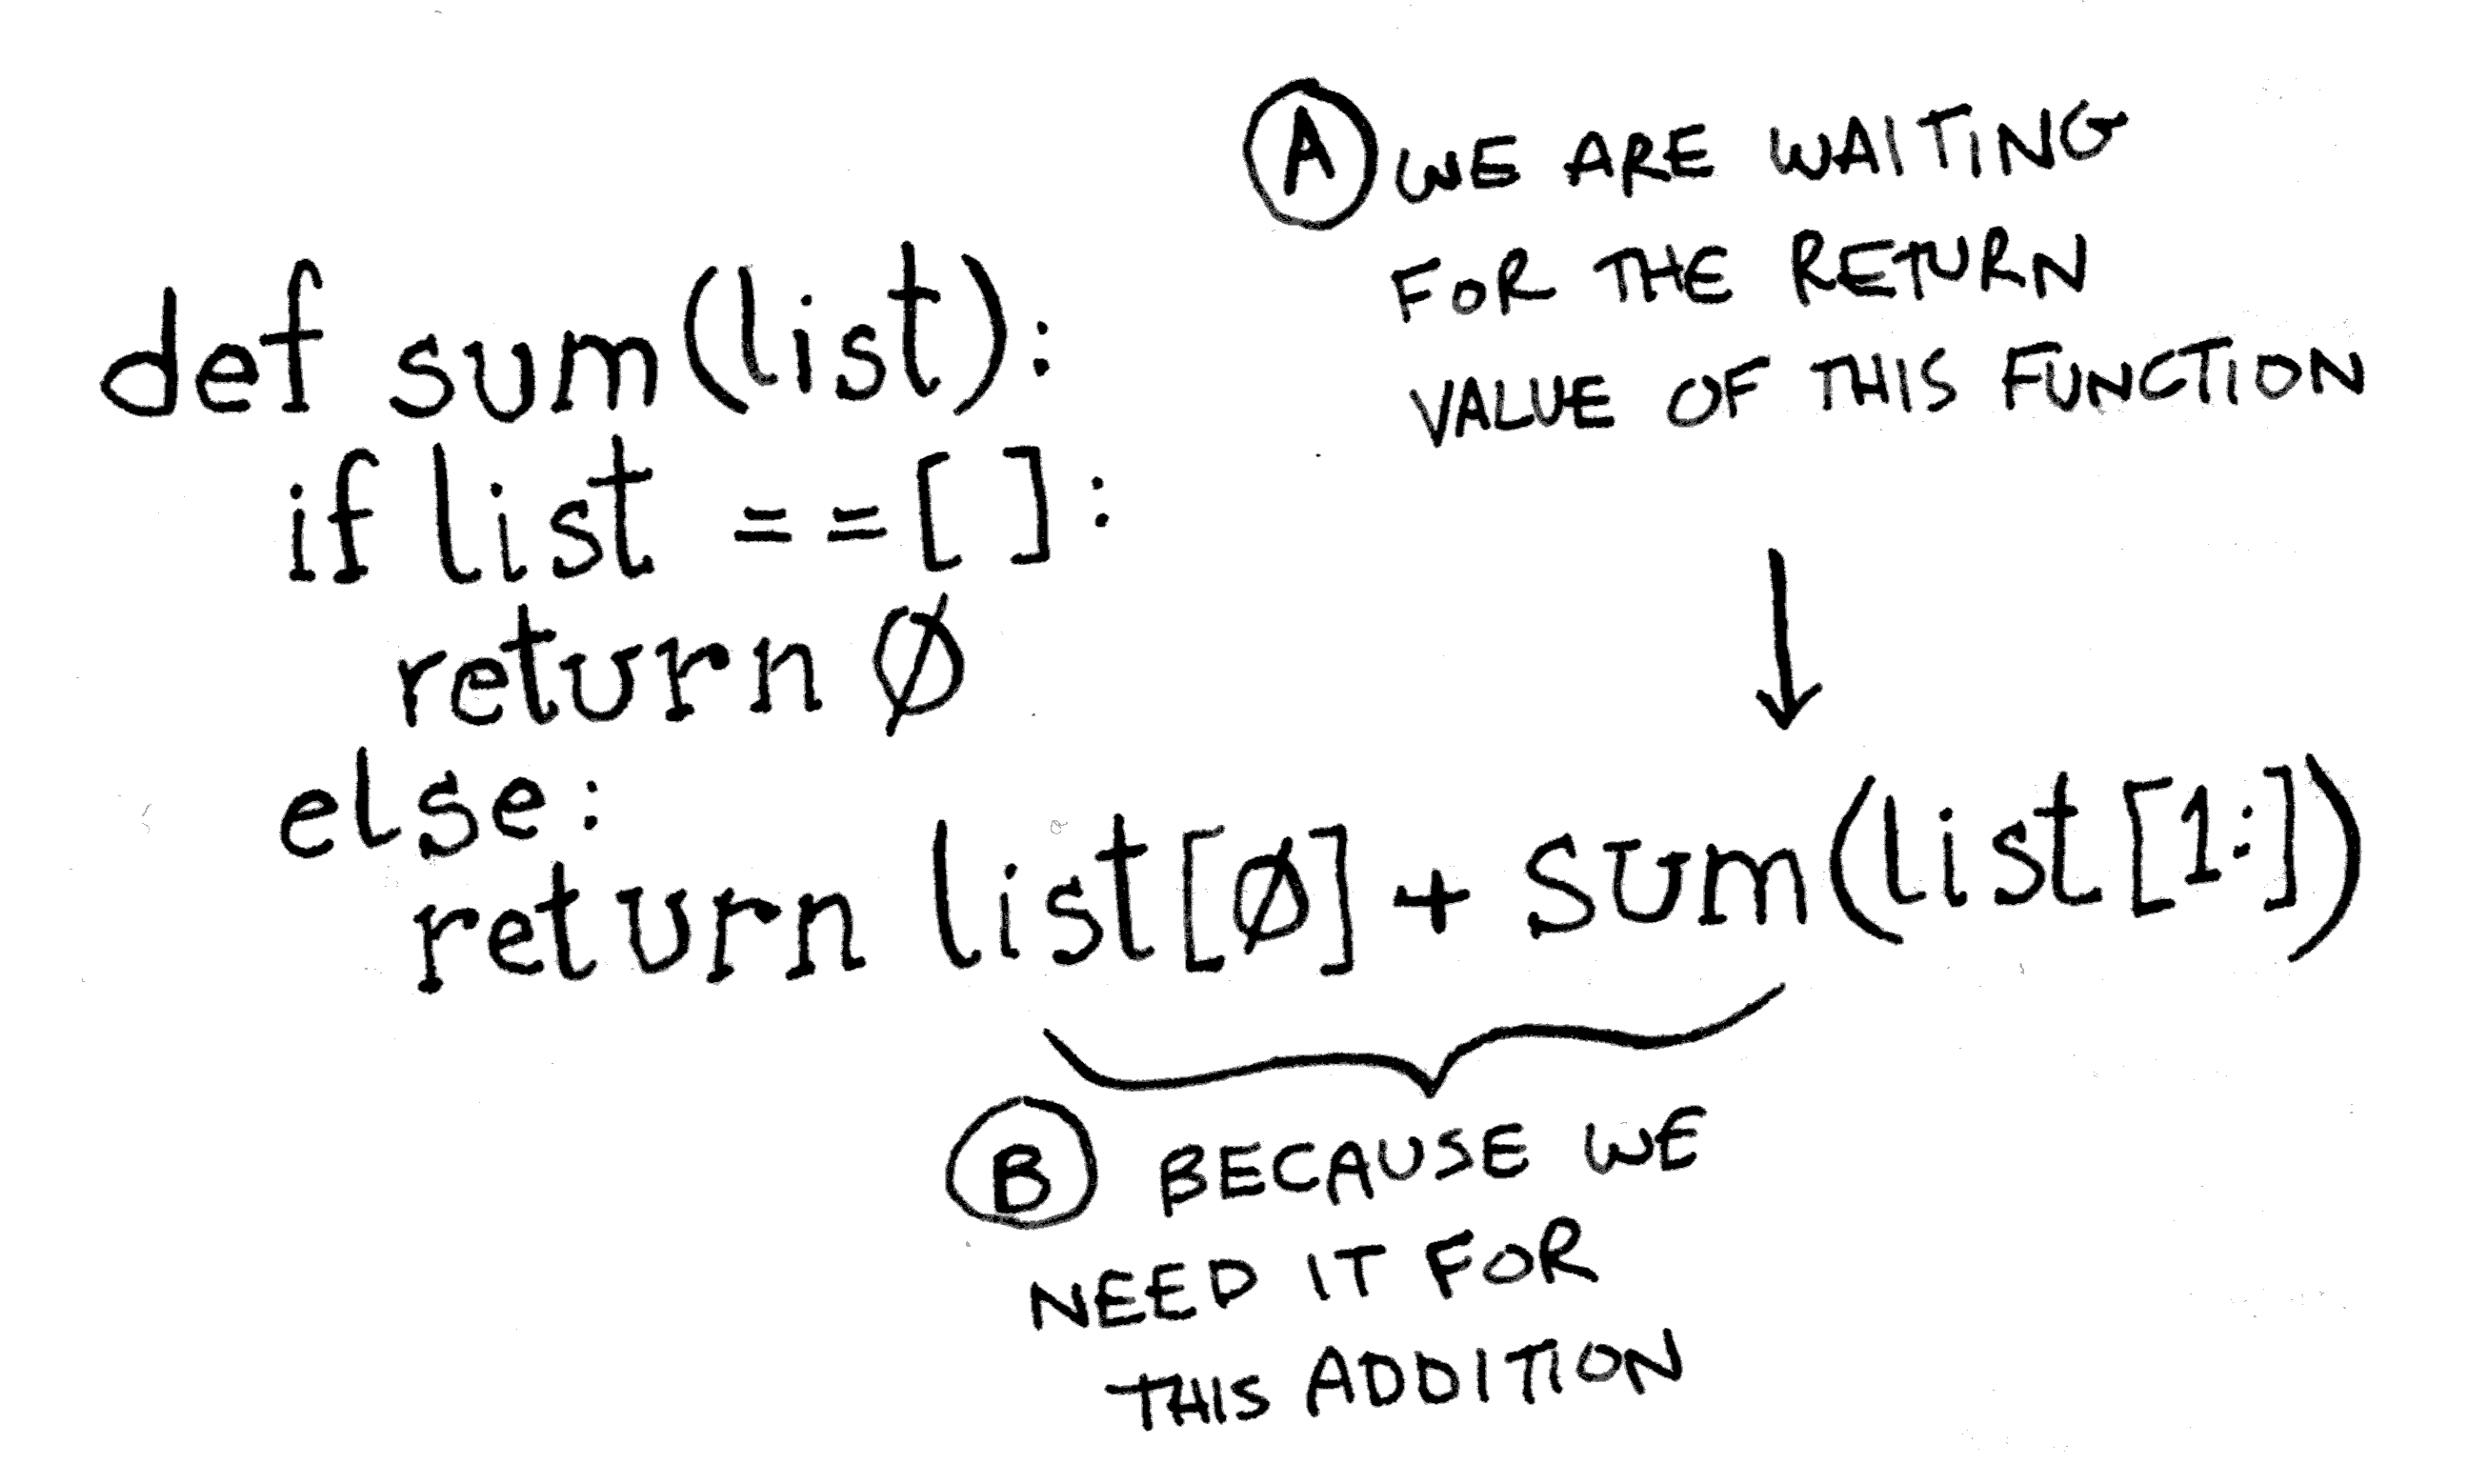 Ⓐ WE ARE WAITING
FOR THE RETURN
VALUE OF THIS FUNCTION
def sum(list):
if list ==[]:
return Ø
else:
return list[Ø] + sum(list[1:])
Ⓑ BECAUSE WE
NEED IT FOR
THIS ADDITION